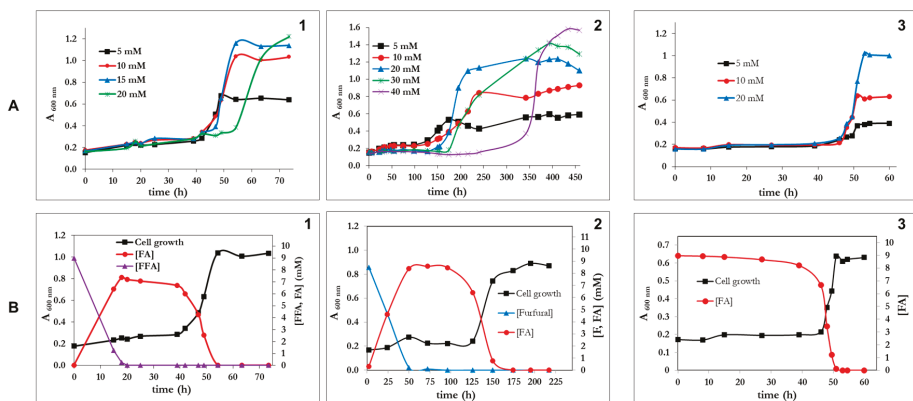 A
1
1.4
1.2
1.0
0.8
0.6
0.4
0.2
0.0
A 600 nm
5 mM
10 mM
15 mM
20 mM
0 10 20 30 40 50 60 70
time (h)
2
1.6
1.4
1.2
1.0
0.8
0.6
0.4
0.2
0.0
A 600 nm
5 mM
10 mM
20 mM
30 mM
40 mM
0 50 100 150 200 250 300 350 400 450
time (h)
3
1.2
1.0
0.8
0.6
0.4
0.2
0.0
A 600 nm
5 mM
10 mM
20 mM
0 10 20 30 40 50 60
time (h)
B
1
1.2
1.0
0.8
0.6
0.4
0.2
0.0
A 600 nm
Cell growth
[FA]
[FFA]
10
9
8
7
6
5
4
3
2
1
0
[FFA, FA] (mM)
0 10 20 30 40 50 60 70
time (h)
2
1.2
1.0
0.8
0.6
0.4
0.2
0.0
A 600 nm
Cell growth
[Furfural]
[FA]
11
10
9
8
7
6
5
4
3
2
1
0
[F, FA] (mM)
0 25 50 75 100 125 150 175 200 225
time (h)
3
0.7
0.6
0.5
0.4
0.3
0.2
0.1
0.0
A 600 nm
Cell growth
[FA]
9
8
7
6
5
4
3
2
1
0
[FA]
0 10 20 30 40 50 60
time (h)